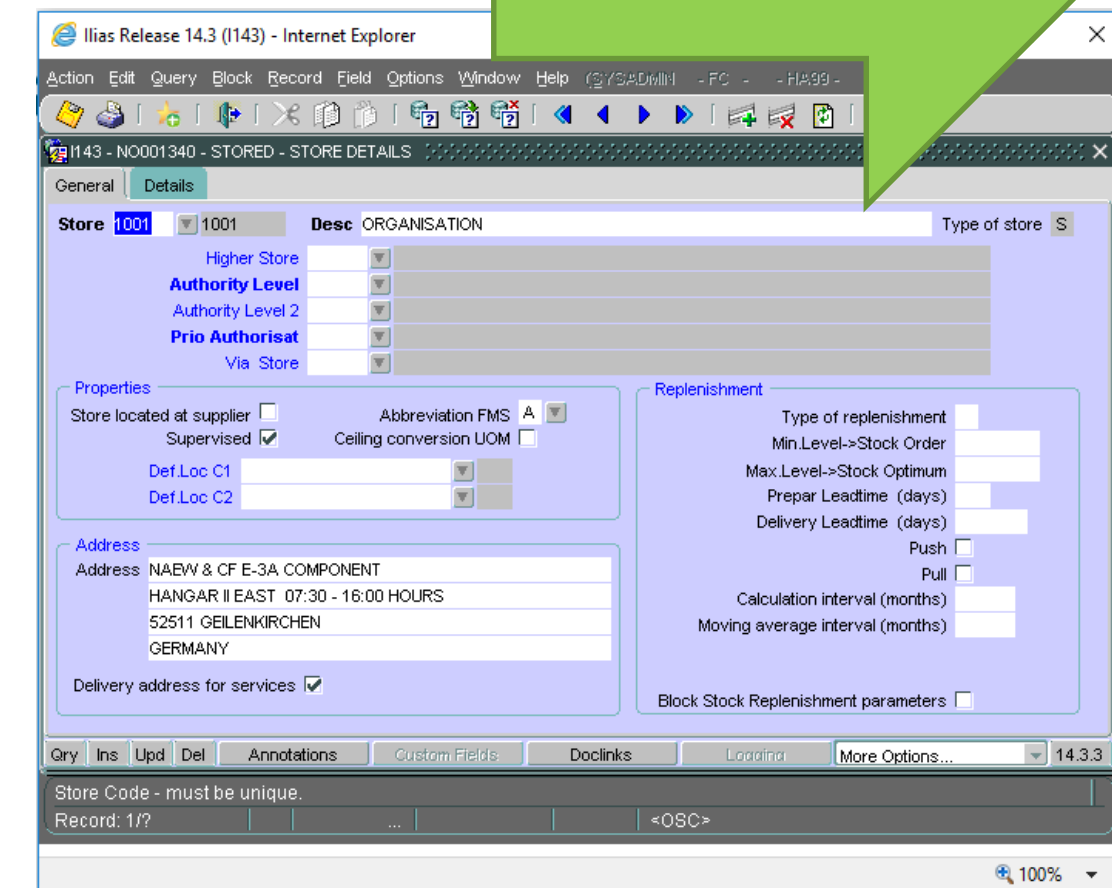 Ilias Release 14.3 (I143) - Internet Explorer
Action Edit Query Block Record Field Options Window Help (SYSADMIN - FC - - HA99 -
I143 - NO001340 - STORED - STORE DETAILS
General Details
Store 1001 1001 Desc ORGANISATION Type of store S
Higher Store
Authority Level
Authority Level 2
Prio Authorisat
Via Store
Properties
Store located at supplier Abbreviation FMS A
Supervised Ceiling conversion UOM
Def.Loc C1
Def.Loc C2
Replenishment
Type of replenishment
Min.Level->Stock Order
Max.Level->Stock Optimum
Prepar Leadtime (days)
Delivery Leadtime (days)
Push
Pull
Calculation interval (months)
Moving average interval (months)
Block Stock Replenishment parameters
Address
Address NAEW & CF E-3A COMPONENT
HANGAR II EAST 07:30 - 16:00 HOURS
52511 GEILENKIRCHEN
GERMANY
Delivery address for services
Qry Ins Upd Del Annotations Custom Fields Doclinks Logging More Options... 14.3.3
Store Code - must be unique.
Record: 1/? ... <OSC>
100%